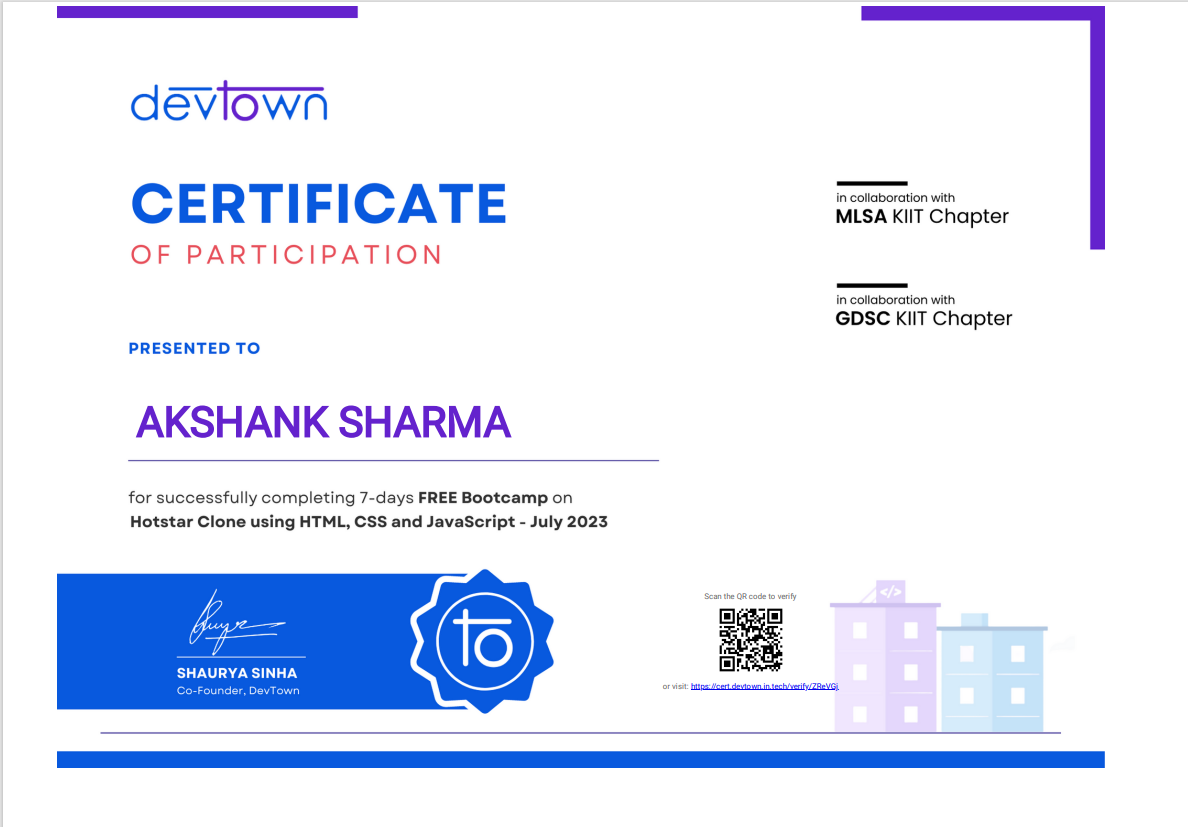 devtown
CERTIFICATE
OF PARTICIPATION
in collaboration with
MLSA KIIT Chapter
in collaboration with
GDSC KIIT Chapter
PRESENTED TO
AKSHANK SHARMA
for successfully completing 7-days FREE Bootcamp on
Hotstar Clone using HTML, CSS and JavaScript - July 2023
</>
to
SHAURYA SINHA
Co-Founder, DevTown
Scan the QR code to verify
or visit: https://cert.devtown.in.tech/verify/ZReVGj